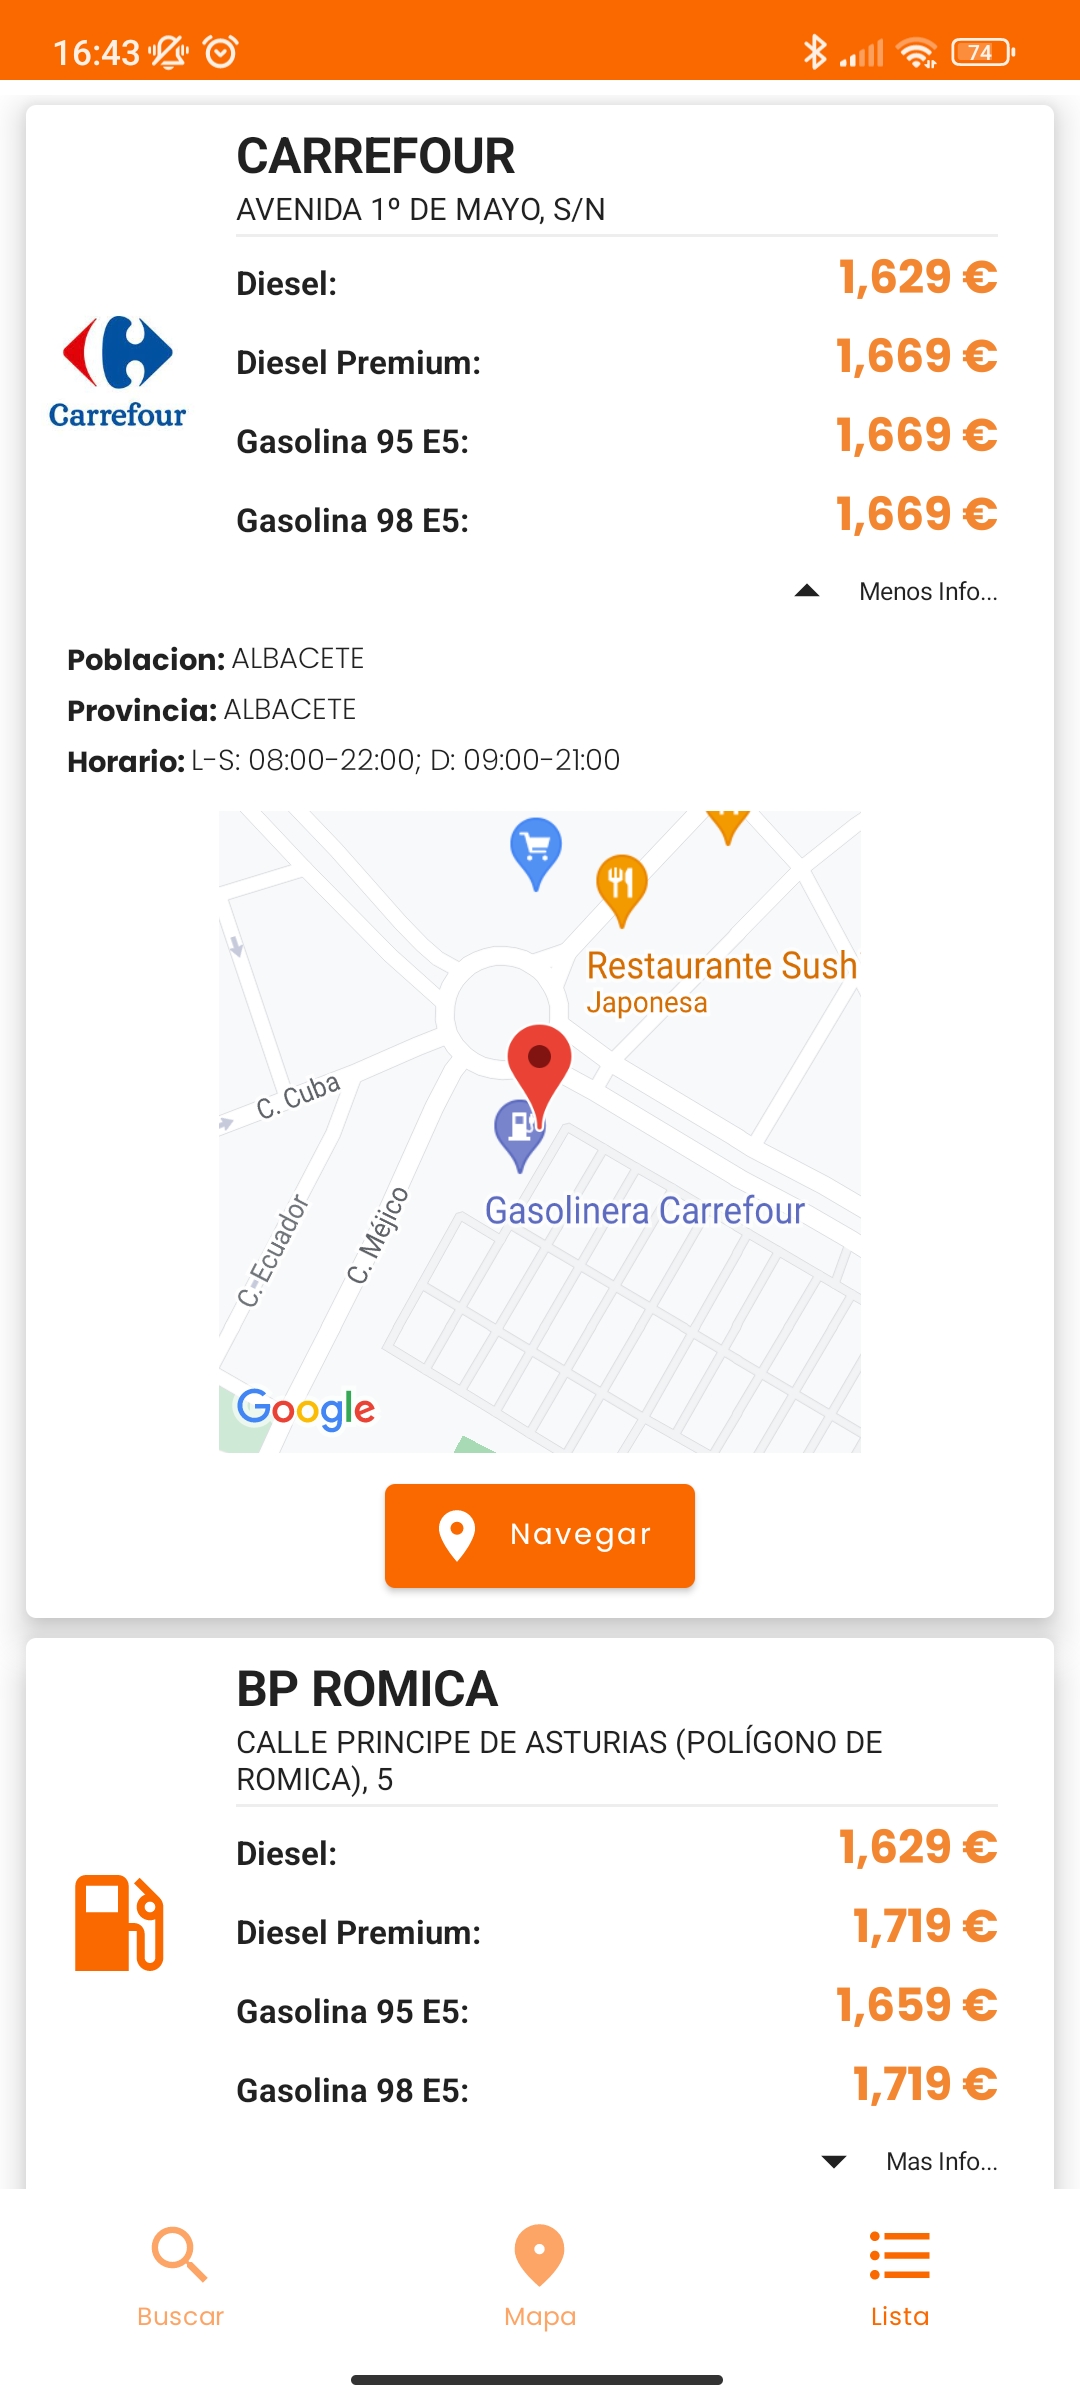 16:43
74
CARREFOUR
AVENIDA 1º DE MAYO, S/N
Diesel: 1,629 €
Carrefour
Diesel Premium: 1,669 €
Gasolina 95 E5: 1,669 €
Gasolina 98 E5: 1,669 €
Menos Info...
Poblacion: ALBACETE
Provincia: ALBACETE
Horario: L-S: 08:00-22:00; D: 09:00-21:00
Restaurante Sush
Japonesa
C. Cuba
C. Ecuador
C. Méjico
Gasolinera Carrefour
Google
Navegar
BP ROMICA
CALLE PRINCIPE DE ASTURIAS (POLÍGONO DE
ROMICA), 5
Diesel: 1,629 €
Diesel Premium: 1,719 €
Gasolina 95 E5: 1,659 €
Gasolina 98 E5: 1,719 €
Mas Info...
Buscar
Mapa
Lista